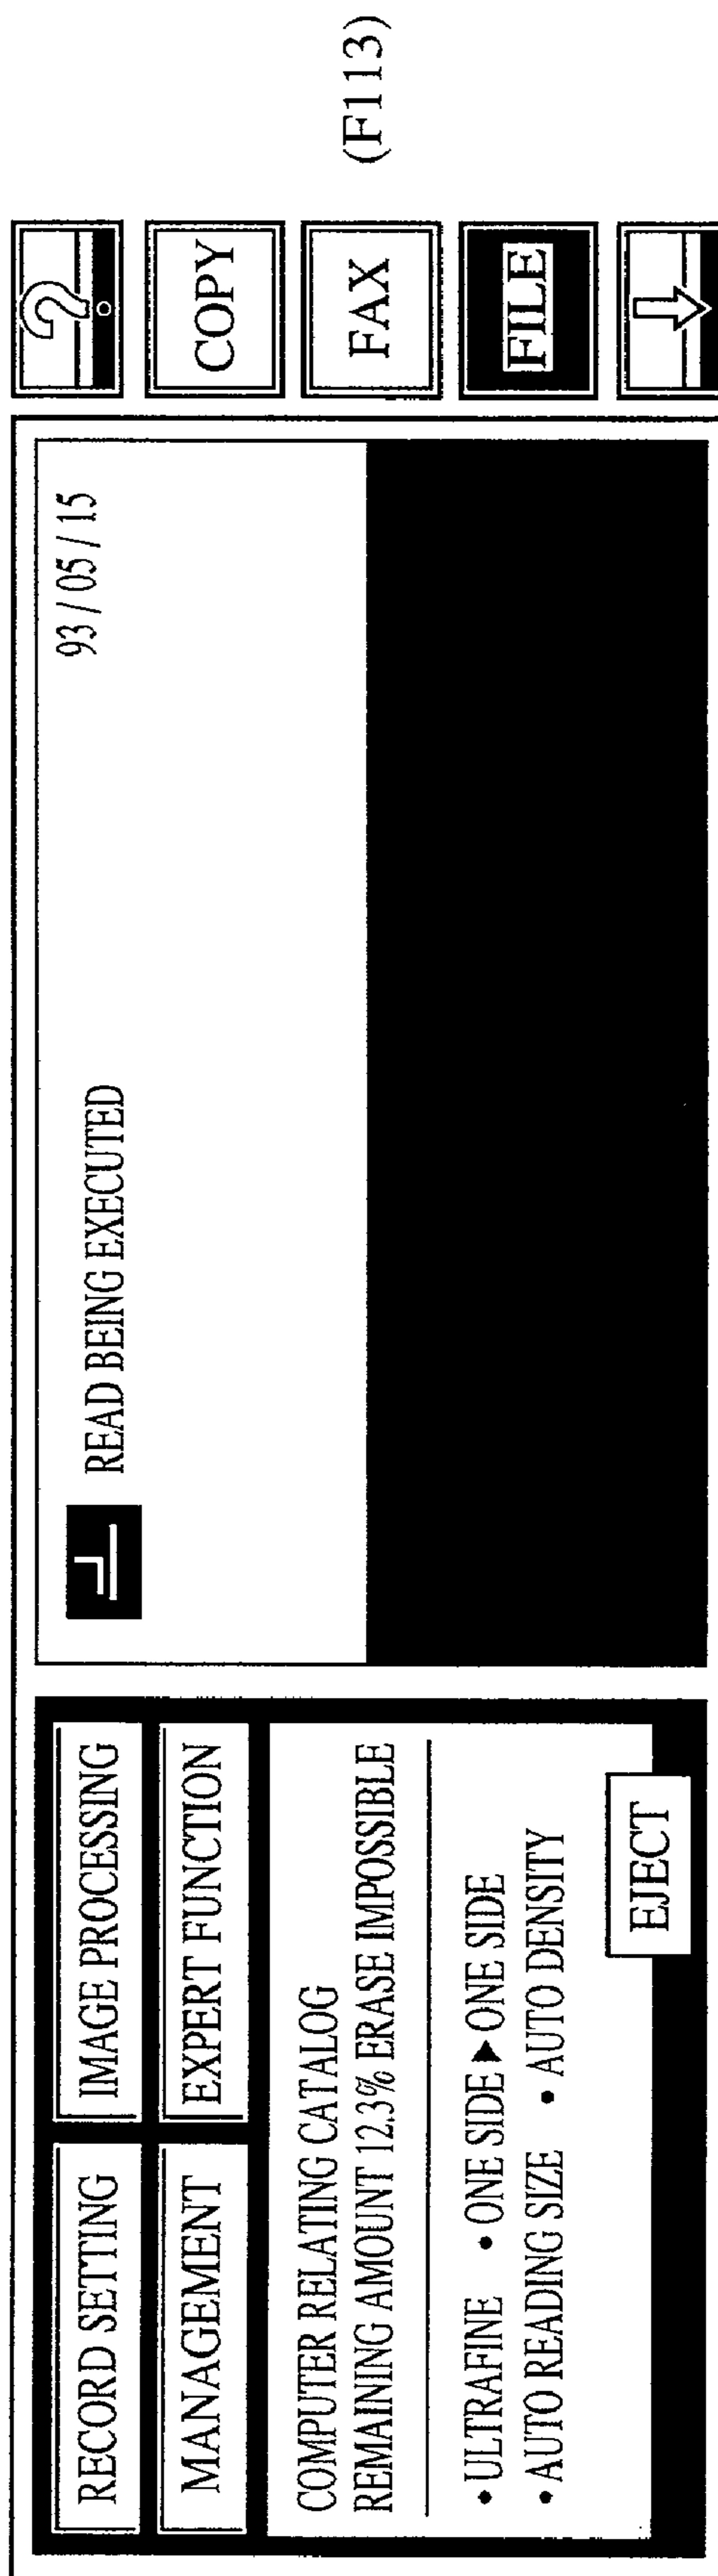 RECORD SETTING
IMAGE PROCESSING
MANAGEMENT
EXPERT FUNCTION
COMPUTER RELATING CATALOG
REMAINING AMOUNT 12.3% ERASE IMPOSSIBLE
• ULTRAFINE • ONE SIDE ▶ ONE SIDE
• AUTO READING SIZE • AUTO DENSITY
EJECT
READ BEING EXECUTED
93 / 05 / 15
?
COPY
FAX
FILE
(F113)